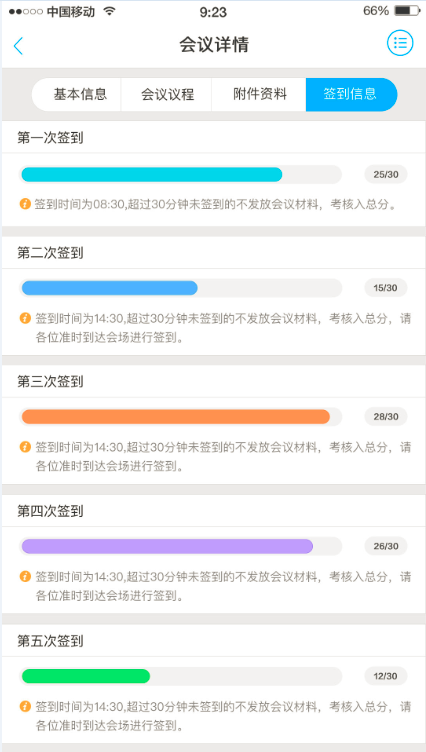 中国移动 9:23 66%
会议详情
基本信息 会议议程 附件资料 签到信息
第一次签到
25/30
签到时间为08:30,超过30分钟未签到的不发放会议材料，考核入总分。
第二次签到
15/30
签到时间为14:30,超过30分钟未签到的不发放会议材料，考核入总分，请
各位准时到达会场进行签到。
第三次签到
28/30
签到时间为14:30,超过30分钟未签到的不发放会议材料，考核入总分，请
各位准时到达会场进行签到。
第四次签到
26/30
签到时间为14:30,超过30分钟未签到的不发放会议材料，考核入总分，请
各位准时到达会场进行签到。
第五次签到
12/30
签到时间为14:30,超过30分钟未签到的不发放会议材料，考核入总分，请
各位准时到达会场进行签到。